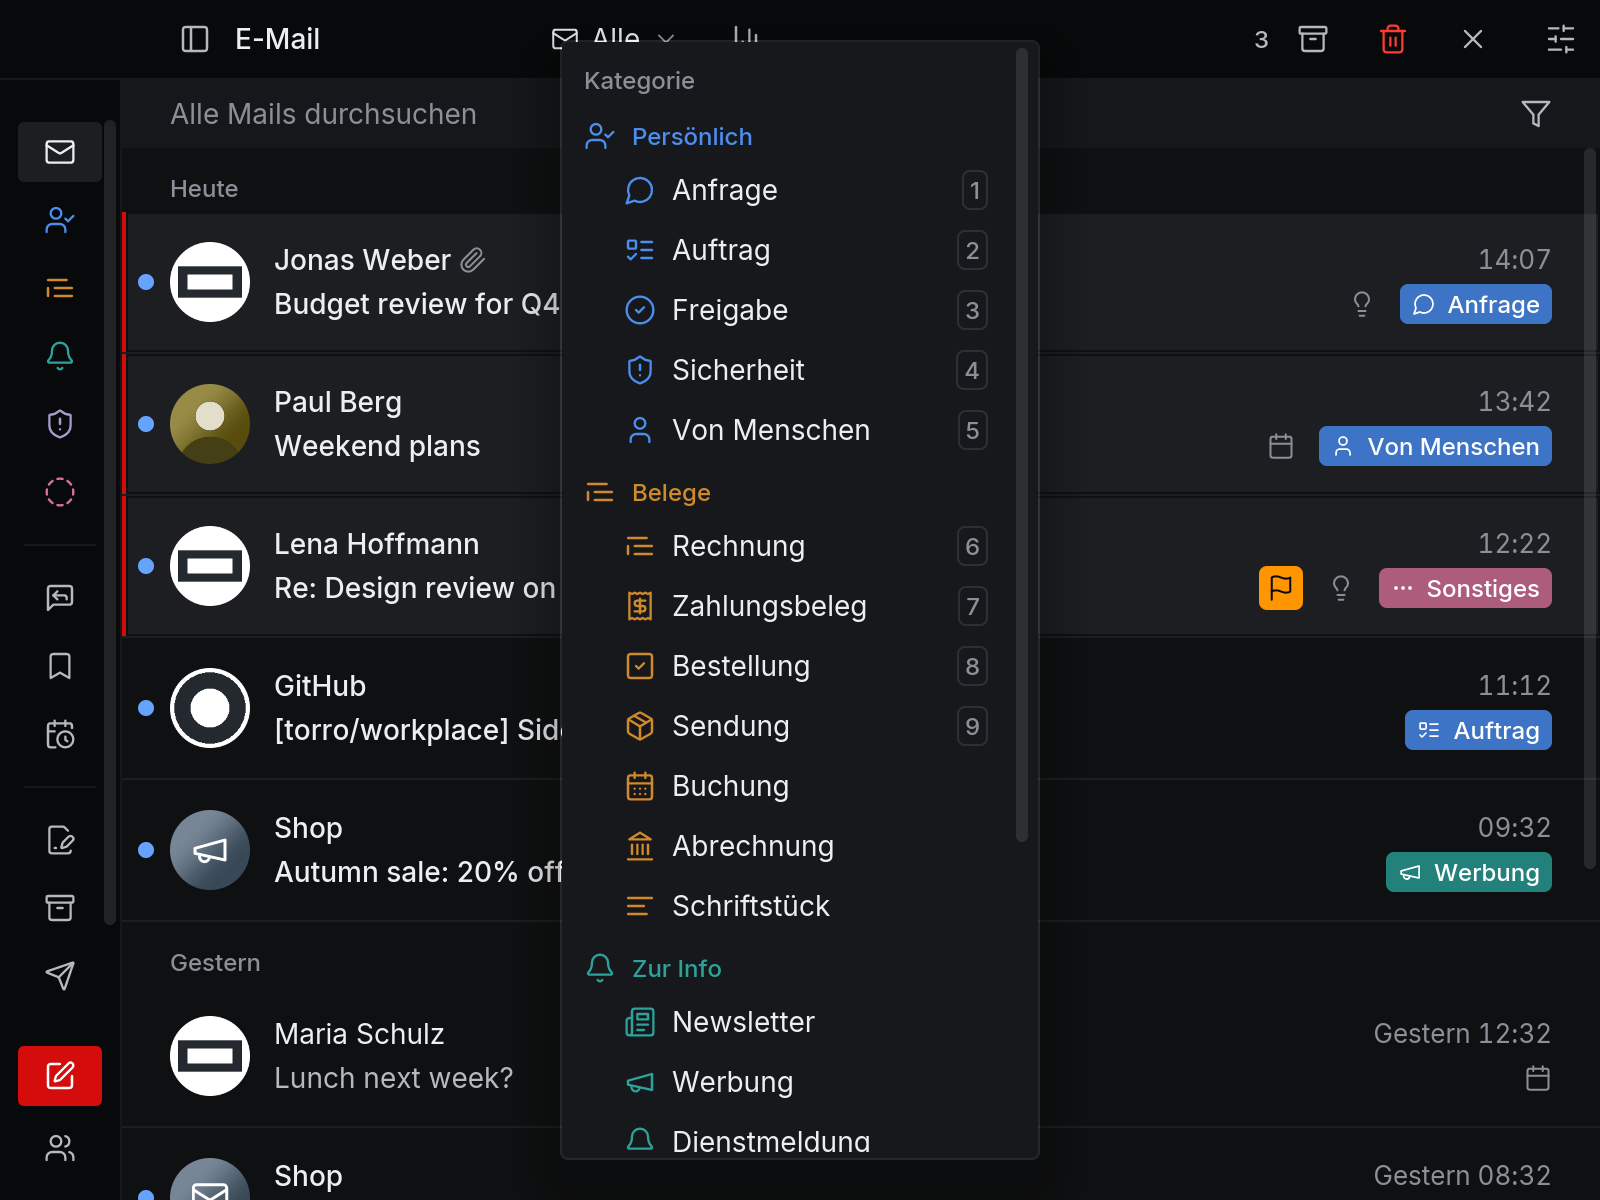 E-Mail
Alle
3
Alle Mails durchsuchen
Kategorie
Persönlich
Anfrage 1
Auftrag 2
Freigabe 3
Sicherheit 4
Von Menschen 5
Belege
Rechnung 6
Zahlungsbeleg 7
Bestellung 8
Sendung 9
Buchung
Abrechnung
Schriftstück
Zur Info
Newsletter
Werbung
Dienstmeldung
Heute
Jonas Weber 14:07
Budget review for Q4 Anfrage
Paul Berg 13:42
Weekend plans Von Menschen
Lena Hoffmann 12:22
Re: Design review on Sonstiges
GitHub 11:12
[torro/workplace] Sid Auftrag
Shop 09:32
Autumn sale: 20% off Werbung
Gestern
Maria Schulz Gestern 12:32
Lunch next week?
Shop Gestern 08:32